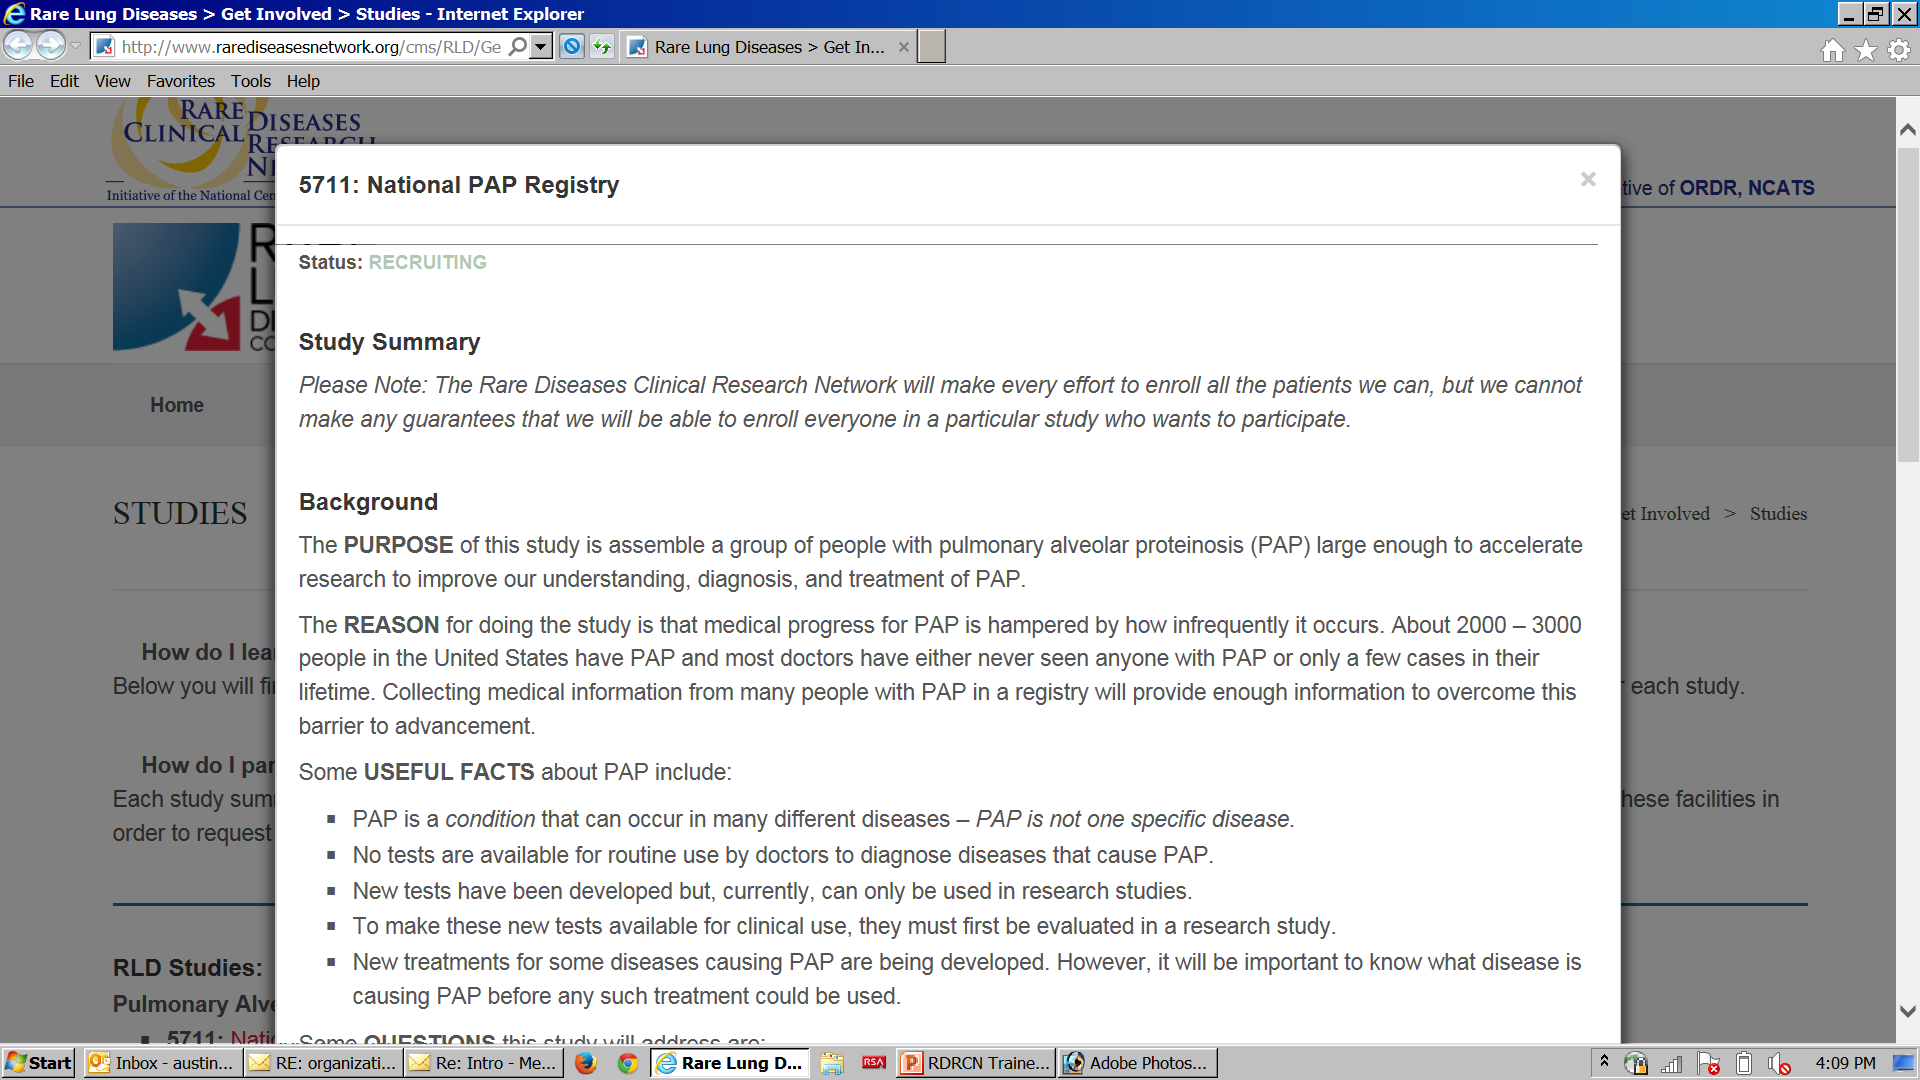 Rare Lung Diseases > Get Involved > Studies - Internet Explorer
http://www.rarediseasesnetwork.org/cms/RLD/Ge
Rare Lung Diseases > Get In...
File Edit View Favorites Tools Help
RARE
CLINICAL DISEASES
RESEARCH
Initiative of the National Cen
tive of ORDR, NCATS
5711: National PAP Registry
Status: RECRUITING
Study Summary
Please Note: The Rare Diseases Clinical Research Network will make every effort to enroll all the patients we can, but we cannot
make any guarantees that we will be able to enroll everyone in a particular study who wants to participate.
Home
Background
STUDIES
et Involved > Studies
The PURPOSE of this study is assemble a group of people with pulmonary alveolar proteinosis (PAP) large enough to accelerate
research to improve our understanding, diagnosis, and treatment of PAP.
The REASON for doing the study is that medical progress for PAP is hampered by how infrequently it occurs. About 2000 – 3000
people in the United States have PAP and most doctors have either never seen anyone with PAP or only a few cases in their
lifetime. Collecting medical information from many people with PAP in a registry will provide enough information to overcome this
barrier to advancement.
How do I lea
Below you will fi
each study.
How do I par
Each study sum
hese facilities in
order to request
Some USEFUL FACTS about PAP include:
PAP is a condition that can occur in many different diseases – PAP is not one specific disease.
No tests are available for routine use by doctors to diagnose diseases that cause PAP.
New tests have been developed but, currently, can only be used in research studies.
To make these new tests available for clinical use, they must first be evaluated in a research study.
New treatments for some diseases causing PAP are being developed. However, it will be important to know what disease is
causing PAP before any such treatment could be used.
Some QUESTIONS this study will address are:
RLD Studies:
Pulmonary Alve
5711: Nati
Start
Inbox - austin...
RE: organizati...
Re: Intro - Me...
Rare Lung D...
RSA
RDRCN Traine...
Adobe Photos...
4:09 PM